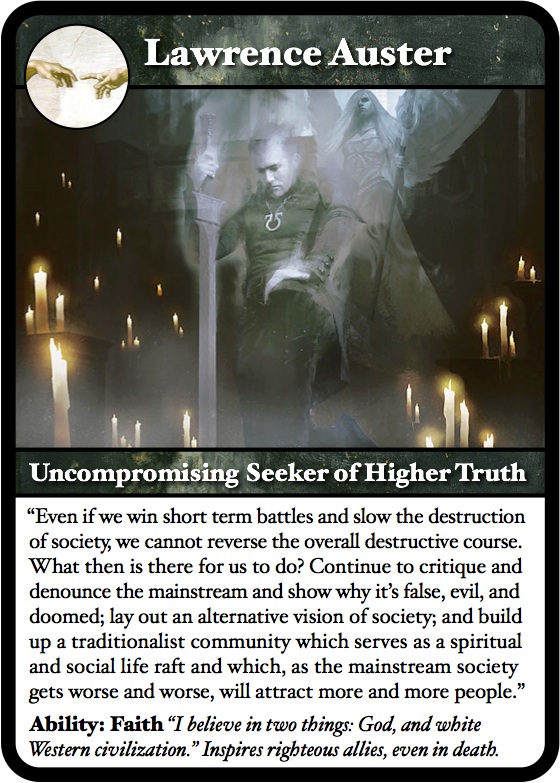 Lawrence Auster
Uncompromising Seeker of Higher Truth
“Even if we win short term battles and slow the destruction
of society, we cannot reverse the overall destructive course.
What then is there for us to do? Continue to critique and
denounce the mainstream and show why it’s false, evil, and
doomed; lay out an alternative vision of society; and build
up a traditionalist community which serves as a spiritual
and social life raft and which, as the mainstream society
gets worse and worse, will attract more and more people.”
Ability: Faith “I believe in two things: God, and white
Western civilization.” Inspires righteous allies, even in death.